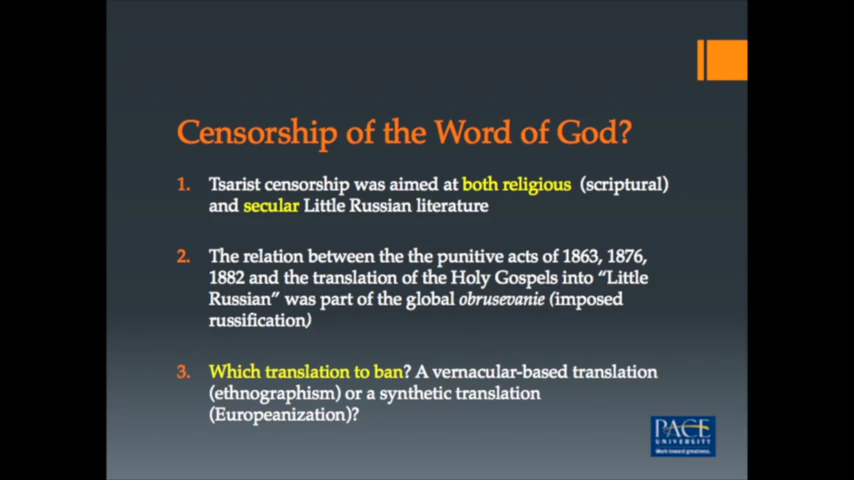 Censorship of the Word of God?
1. Tsarist censorship was aimed at both religious (scriptural)
and secular Little Russian literature
2. The relation between the the punitive acts of 1863, 1876,
1882 and the translation of the Holy Gospels into “Little
Russian” was part of the global obrusevanie (imposed
russification)
3. Which translation to ban? A vernacular-based translation
(ethnographism) or a synthetic translation
(Europeanization)?
PACE
UNIVERSITY
Work toward greatness.